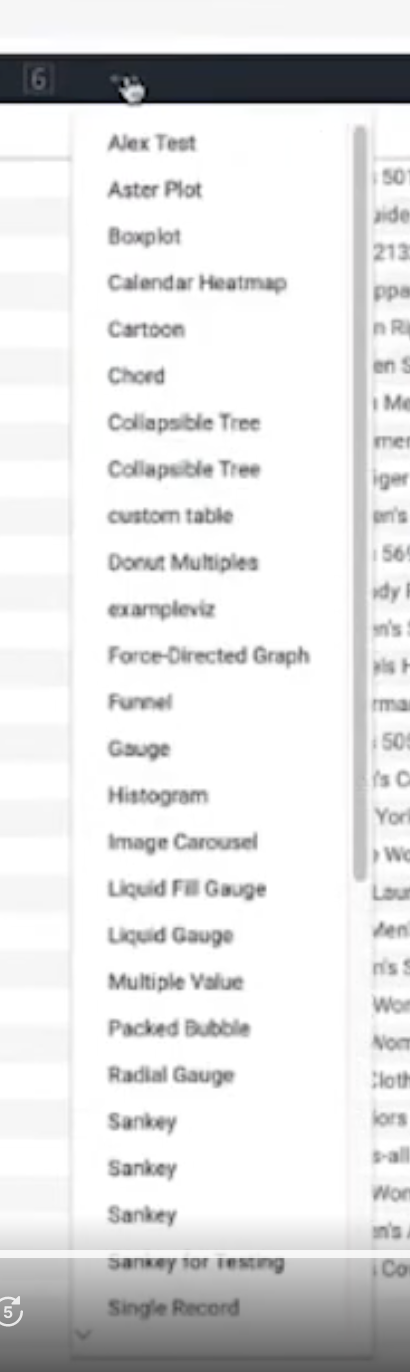 6
Alex Test
Aster Plot
Boxplot
Calendar Heatmap
Cartoon
Chord
Collapsible Tree
Collapsible Tree
custom table
Donut Multiples
exampleviz
Force-Directed Graph
Funnel
Gauge
Histogram
Image Carousel
Liquid Fill Gauge
Liquid Gauge
Multiple Value
Packed Bubble
Radial Gauge
Sankey
Sankey
Sankey
Sankey for Testing
Single Record
5